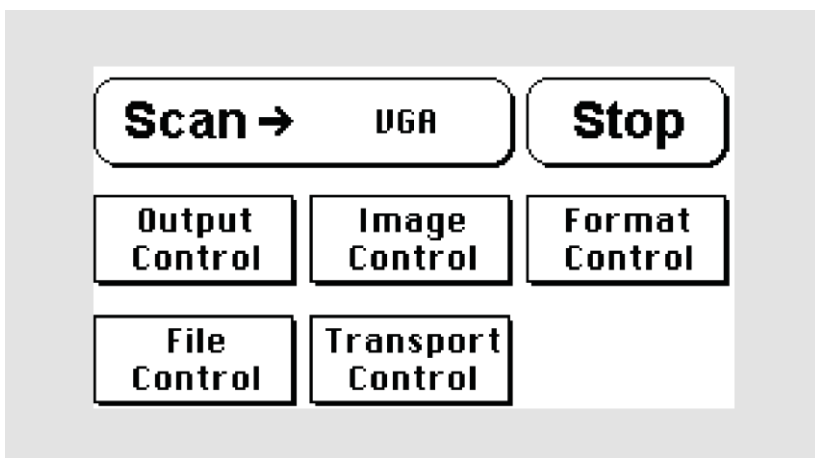 Scan → VGA
Stop
Output
Control
Image
Control
Format
Control
File
Control
Transport
Control